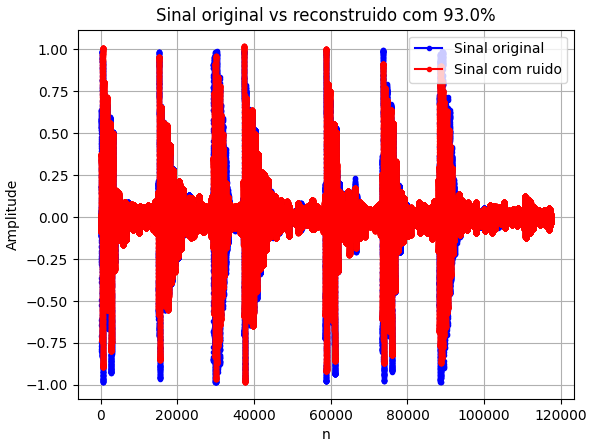 Sinal original vs reconstruido com 93.0%
Sinal original
Sinal com ruido
1.00
0.75
0.50
0.25
0.00
−0.25
−0.50
−0.75
−1.00
Amplitude
0 20000 40000 60000 80000 100000 120000
n